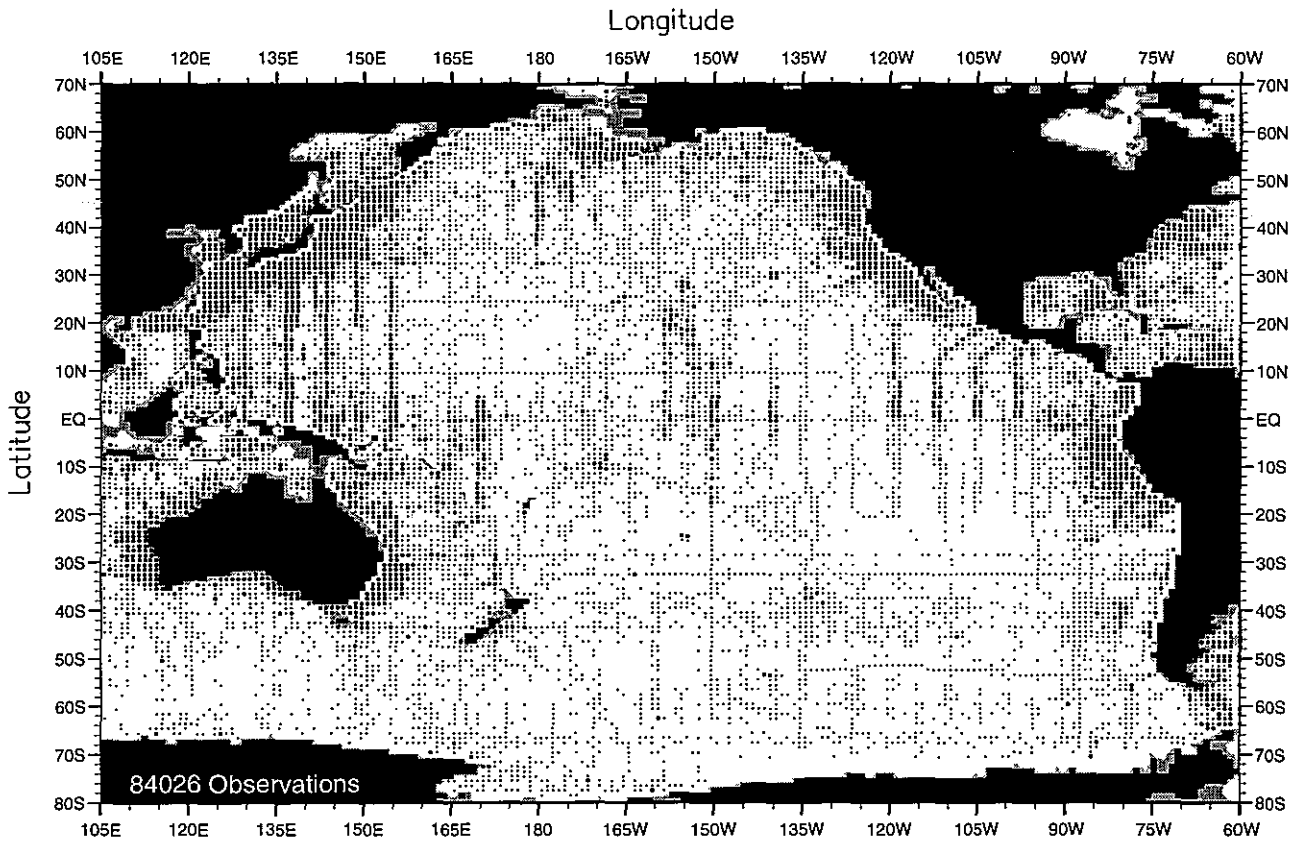 Longitude
105E 120E 135E 150E 165E 180 165W 150W 135W 120W 105W 90W 75W 60W
70N 70N
60N 60N
50N 50N
40N 40N
30N 30N
20N 20N
10N 10N
EQ EQ
Latitude
10S 10S
20S 20S
30S 30S
40S 40S
50S 50S
60S 60S
70S 70S
84026 Observations
80S 80S
105E 120E 135E 150E 165E 180 165W 150W 135W 120W 105W 90W 75W 60W